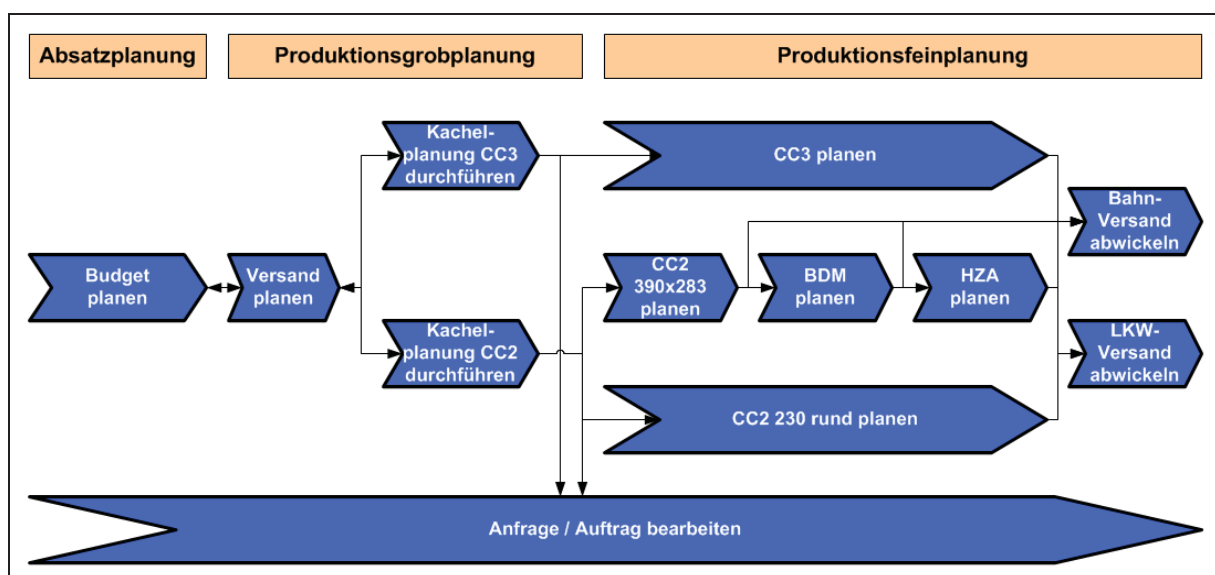 Absatzplanung
Produktionsgrobplanung
Produktionsfeinplanung
Kachel-
planung CC3
durchführen
CC3 planen
Bahn-
Versand
abwickeln
Budget
planen
Versand
planen
CC2
390x283
planen
BDM
planen
HZA
planen
Kachel-
planung CC2
durchführen
LKW-
Versand
abwickeln
CC2 230 rund planen
Anfrage / Auftrag bearbeiten